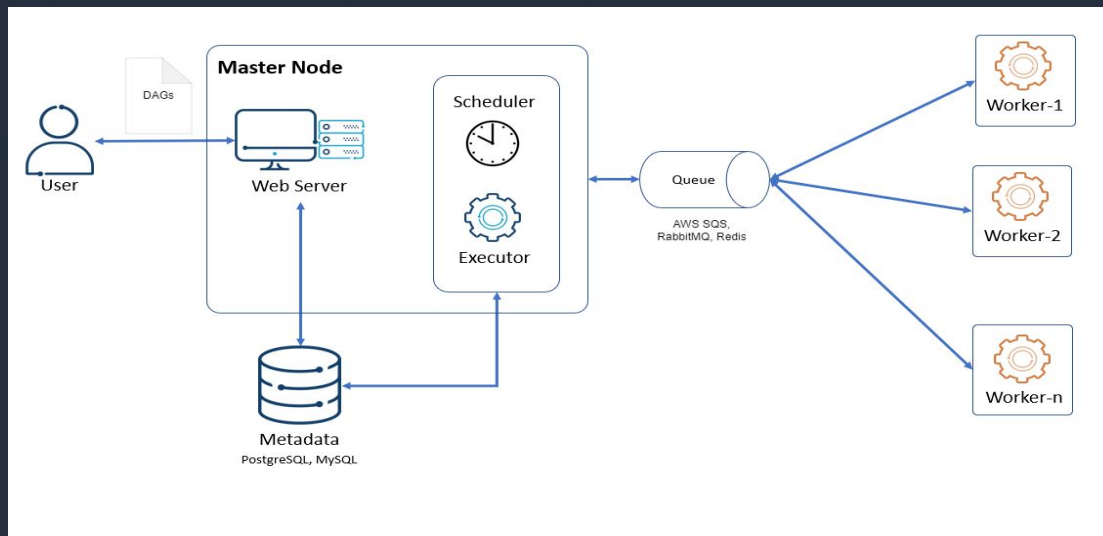 Master Node
DAGs
Scheduler
User
Web Server
Executor
Queue
AWS SQS,
RabbitMQ, Redis
Worker-1
Worker-2
Worker-n
Metadata
PostgreSQL, MySQL